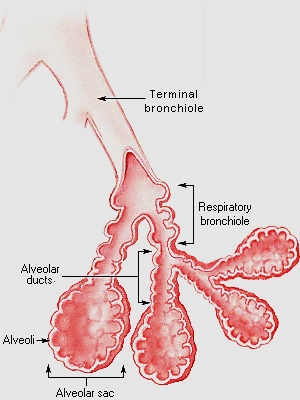 Terminal
bronchiole
Respiratory
bronchiole
Alveolar
ducts
Alveoli
Alveolar sac